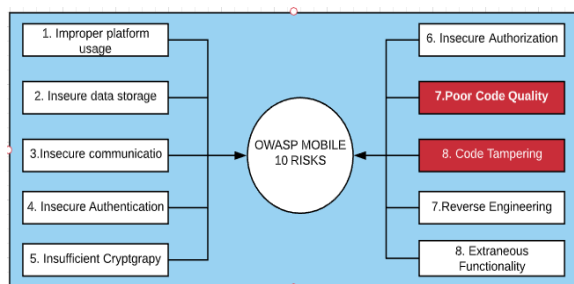 1. Improper platform
usage
2. Inseure data storage
3.Insecure communicatio
4. Insecure Authentication
5. Insufficient Cryptgrapy
OWASP MOBILE
10 RISKS
6. Insecure Authorization
7.Poor Code Quality
8. Code Tampering
7.Reverse Engineering
8. Extraneous
Functionality